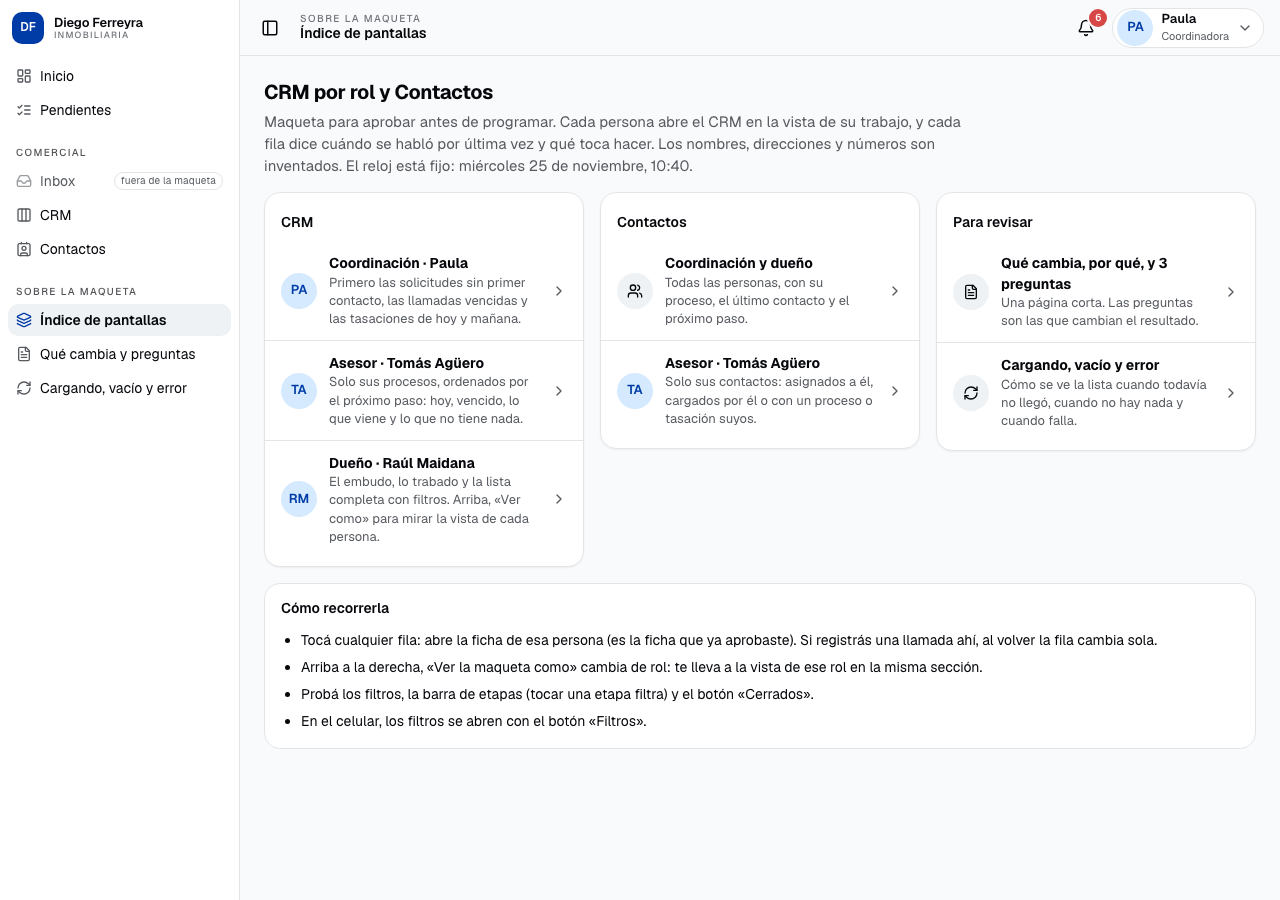 DF
Diego Ferreyra
INMOBILIARIA
Inicio
Pendientes
COMERCIAL
Inbox
fuera de la maqueta
CRM
Contactos
SOBRE LA MAQUETA
Índice de pantallas
Qué cambia y preguntas
Cargando, vacío y error
SOBRE LA MAQUETA
Índice de pantallas
6
PA
Paula
Coordinadora
CRM por rol y Contactos
Maqueta para aprobar antes de programar. Cada persona abre el CRM en la vista de su trabajo, y cada
fila dice cuándo se habló por última vez y qué toca hacer. Los nombres, direcciones y números son
inventados. El reloj está fijo: miércoles 25 de noviembre, 10:40.
CRM
PA
Coordinación · Paula
Primero las solicitudes sin primer
contacto, las llamadas vencidas y
las tasaciones de hoy y mañana.
TA
Asesor · Tomás Agüero
Solo sus procesos, ordenados por
el próximo paso: hoy, vencido, lo
que viene y lo que no tiene nada.
RM
Dueño · Raúl Maidana
El embudo, lo trabado y la lista
completa con filtros. Arriba, «Ver
como» para mirar la vista de cada
persona.
Contactos
Coordinación y dueño
Todas las personas, con su
proceso, el último contacto y el
próximo paso.
TA
Asesor · Tomás Agüero
Solo sus contactos: asignados a él,
cargados por él o con un proceso o
tasación suyos.
Para revisar
Qué cambia, por qué, y 3
preguntas
Una página corta. Las preguntas
son las que cambian el resultado.
Cargando, vacío y error
Cómo se ve la lista cuando todavía
no llegó, cuando no hay nada y
cuando falla.
Cómo recorrerla
Tocá cualquier fila: abre la ficha de esa persona (es la ficha que ya aprobaste). Si registrás una llamada ahí, al volver la fila cambia sola.
Arriba a la derecha, «Ver la maqueta como» cambia de rol: te lleva a la vista de ese rol en la misma sección.
Probá los filtros, la barra de etapas (tocar una etapa filtra) y el botón «Cerrados».
En el celular, los filtros se abren con el botón «Filtros».